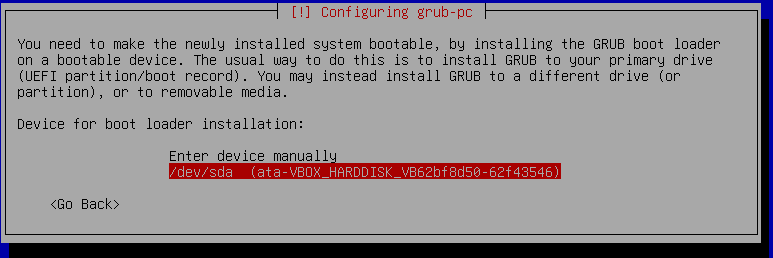 [!] Configuring grub-pc
You need to make the newly installed system bootable, by installing the GRUB boot loader
on a bootable device. The usual way to do this is to install GRUB to your primary drive
(UEFI partition/boot record). You may instead install GRUB to a different drive (or
partition), or to removable media.
Device for boot loader installation:
Enter device manually
/dev/sda  (ata-VBOX_HARDDISK_VB62bf8d50-62f43546)
<Go Back>